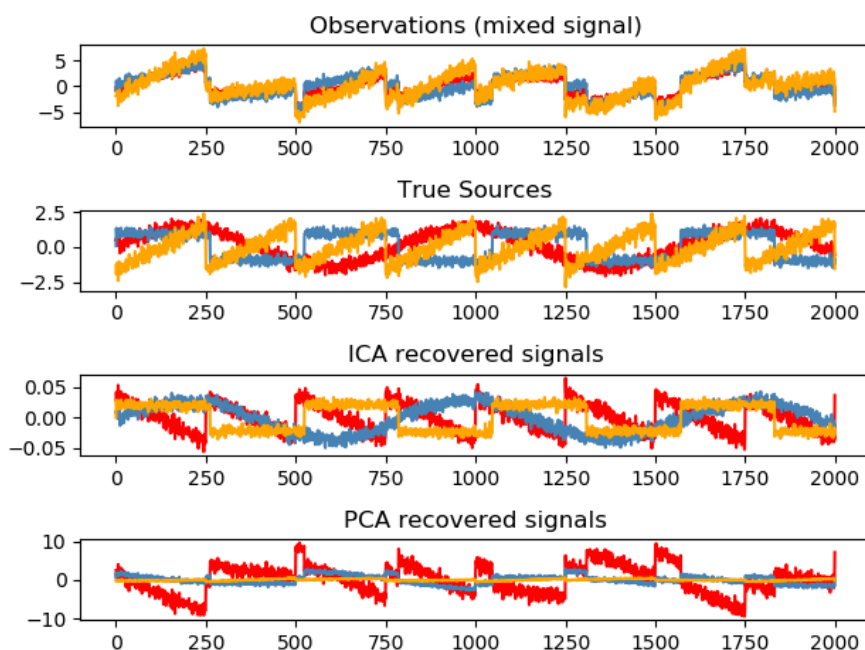 Observations (mixed signal)
5
0
−5
0 250 500 750 1000 1250 1500 1750 2000
True Sources
2.5
0.0
−2.5
0 250 500 750 1000 1250 1500 1750 2000
ICA recovered signals
0.05
0.00
−0.05
0 250 500 750 1000 1250 1500 1750 2000
PCA recovered signals
10
0
−10
0 250 500 750 1000 1250 1500 1750 2000